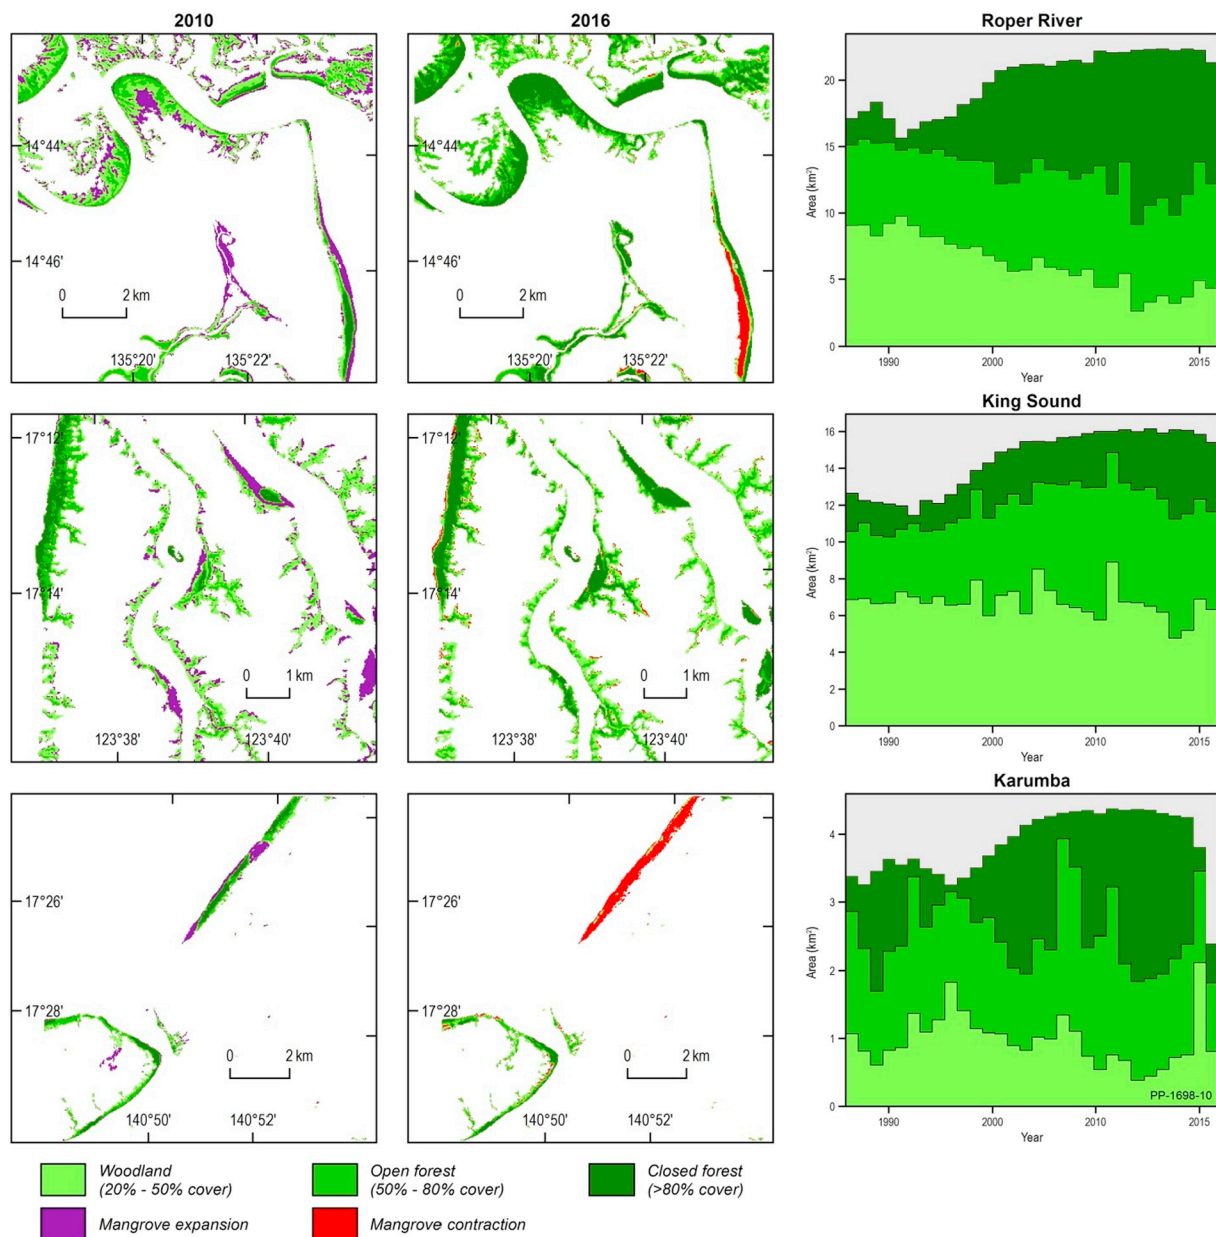 2010
2016
Roper River
14°44'
14°46'
0 2 km
135°20' 135°22'
14°44'
14°46'
0 2 km
135°20' 135°22'
Area (km²)
20
15
10
5
0
1990 2000 2010 2015
Year
King Sound
17°12'
17°14'
0 1 km
123°38' 123°40'
17°12'
17°14'
0 1 km
123°38' 123°40'
Area (km²)
16
14
12
10
8
6
4
2
0
1990 2000 2010 2015
Year
Karumba
17°26'
17°28'
0 2 km
140°50' 140°52'
17°26'
17°28'
0 2 km
140°50' 140°52'
Area (km²)
4
3
2
1
0
PP-1698-10
1990 2000 2010 2015
Year
Woodland
(20% - 50% cover)
Open forest
(50% - 80% cover)
Closed forest
(>80% cover)
Mangrove expansion
Mangrove contraction